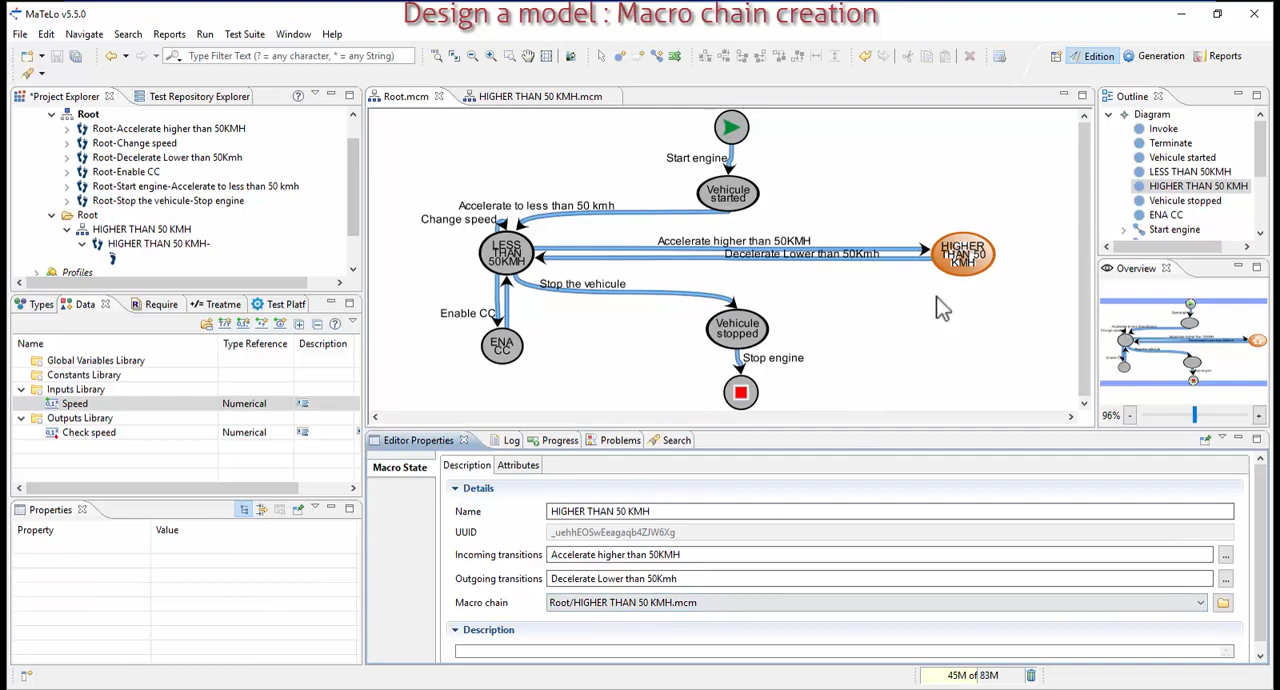 Design a model : Macro chain creation
MaTeLo v5.5.0
File Edit Navigate Search Reports Run Test Suite Window Help
Type Filter Text (? = any character, * = any String)
Edition Generation Reports
*Project Explorer Test Repository Explorer
Root
Root-Accelerate higher than 50KMH
Root-Change speed
Root-Decelerate Lower than 50Kmh
Root-Enable CC
Root-Start engine-Accelerate to less than 50 kmh
Root-Stop the vehicule-Stop engine
Root
HIGHER THAN 50 KMH
HIGHER THAN 50 KMH-
Profiles
Types Data Require Treatme Test Platf
Name Type Reference Description
Global Variables Library
Constants Library
Inputs Library
Speed Numerical
Outputs Library
Check speed Numerical
Properties
Property Value
Root.mcm HIGHER THAN 50 KMH.mcm
Start engine
Vehicule
started
Accelerate to less than 50 kmh
Change speed
LESS
THAN
50KMH
Accelerate higher than 50KMH
Decelerate Lower than 50Kmh
HIGHER
THAN 50
KMH
Stop the vehicule
Enable CC
Vehicule
stopped
ENA
CC
Stop engine
Outline
Diagram
Invoke
Terminate
Vehicule started
LESS THAN 50KMH
HIGHER THAN 50 KMH
Vehicule stopped
ENA CC
Start engine
Overview
96%
Editor Properties Log Progress Problems Search
Macro State
Description Attributes
Details
Name HIGHER THAN 50 KMH
UUID _uehhEOSwEeagaqb4ZJW6Xg
Incoming transitions Accelerate higher than 50KMH ...
Outgoing transitions Decelerate Lower than 50Kmh ...
Macro chain Root/HIGHER THAN 50 KMH.mcm
Description
45M of 83M